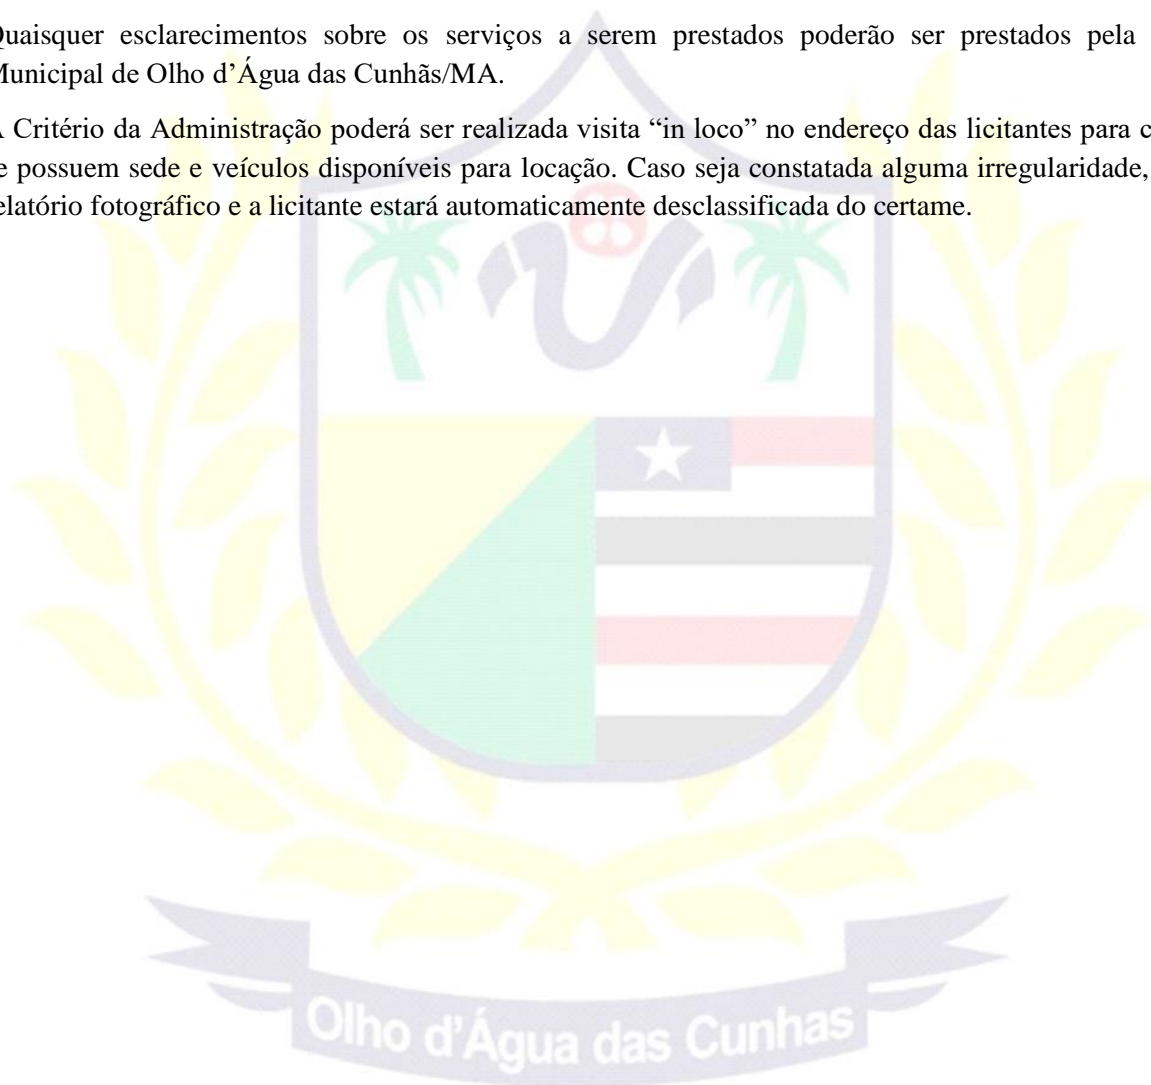 uaisquer esclarecimentos sobre os serviços a serem prestados poderão ser prestados pela
unicipal de Olho d’Água das Cunhãs/MA.
Critério da Administração poderá ser realizada visita “in loco” no endereço das licitantes para
e possuem sede e veículos disponíveis para locação. Caso seja constatada alguma irregularidade,
elatório fotográfico e a licitante estará automaticamente desclassificada do certame.
Olho d'Água das Cunhas